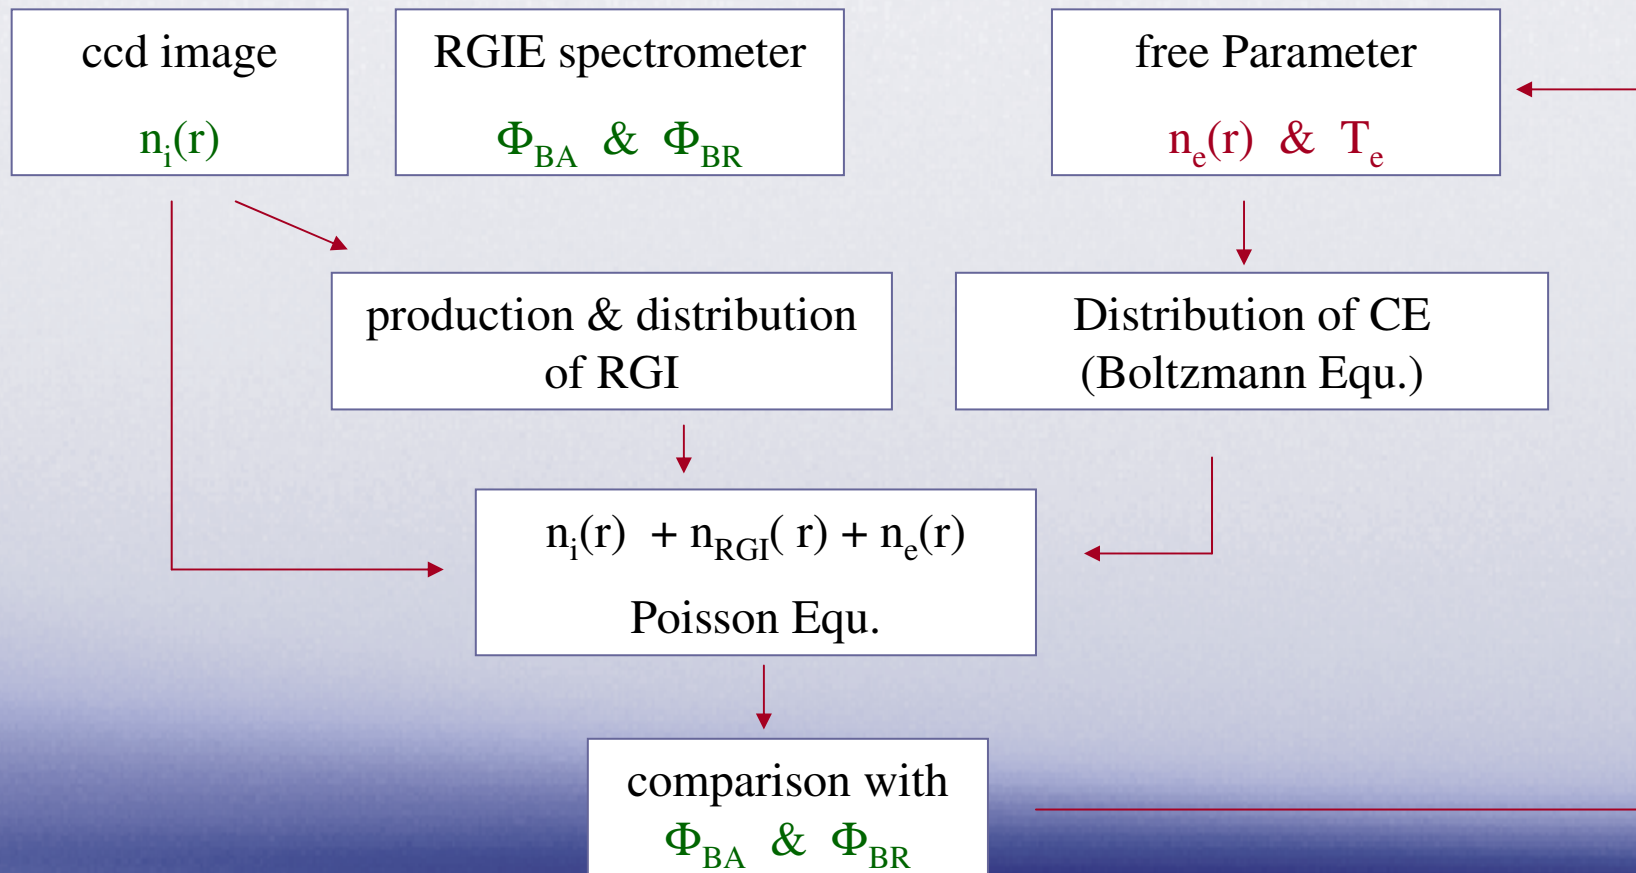 ccd image
n_i(r)
RGIE spectrometer
Φ_BA & Φ_BR
free Parameter
n_e(r) & T_e
production & distribution
of RGI
Distribution of CE
(Boltzmann Equ.)
n_i(r) + n_RGI( r) + n_e(r)
Poisson Equ.
comparison with
Φ_BA & Φ_BR